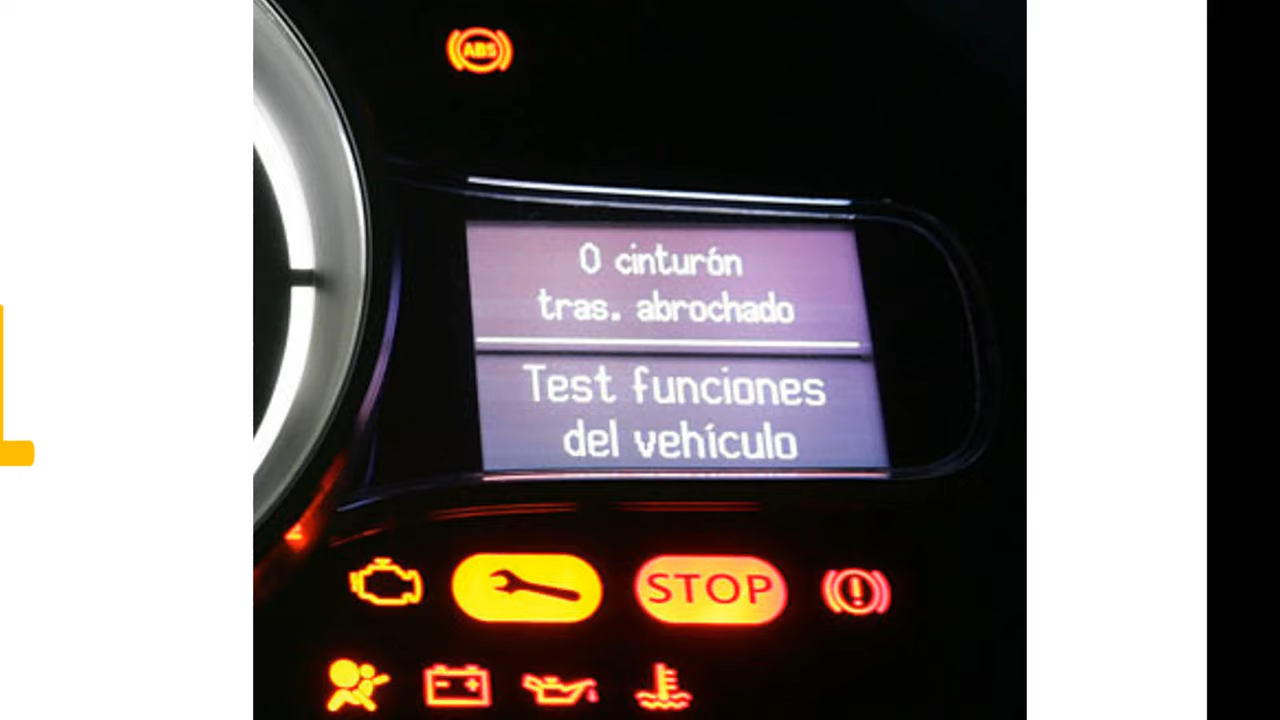 ABS
0 cinturón
tras. abrochado
Test funciones
del vehículo
STOP